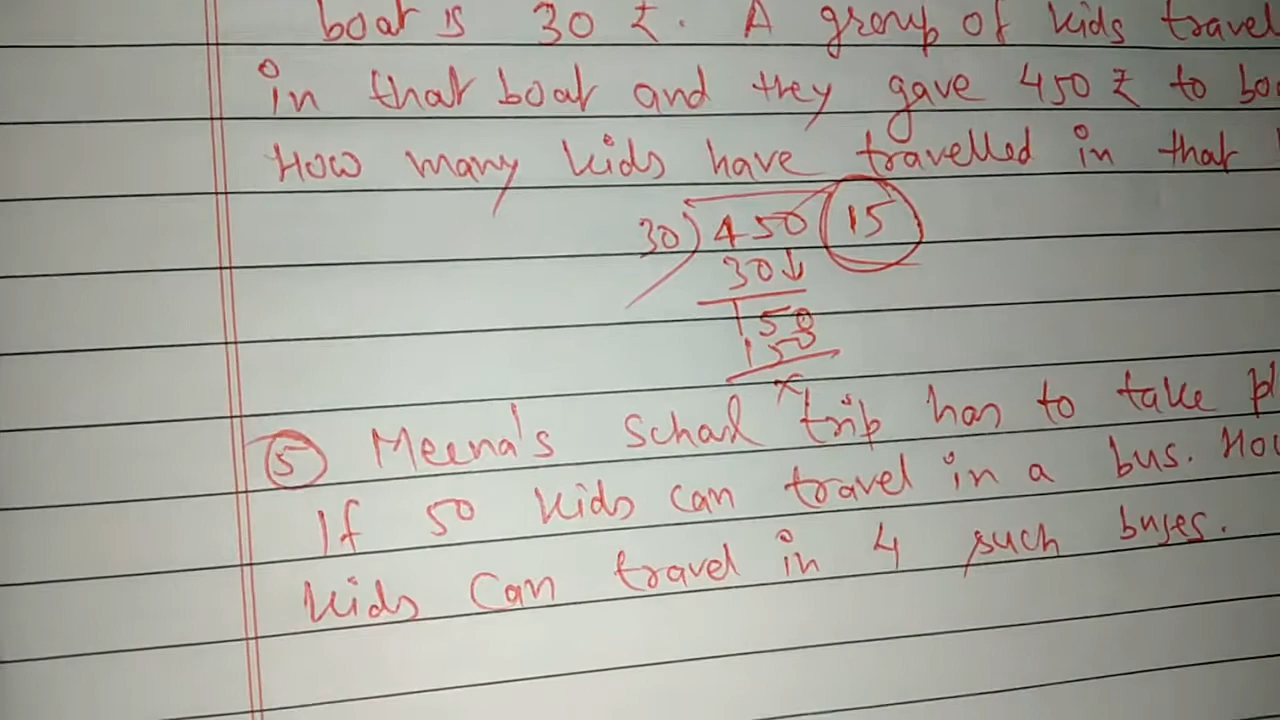 boat is 30 ₹. A group of kids travel
in that boat and they gave 450 ₹ to
How many kids have travelled in that
30) 450 (15
30↓
150
150
x
⑤ Meena's school trip has to take
If 50 kids can travel in a bus.
kids can travel in 4 such buses.